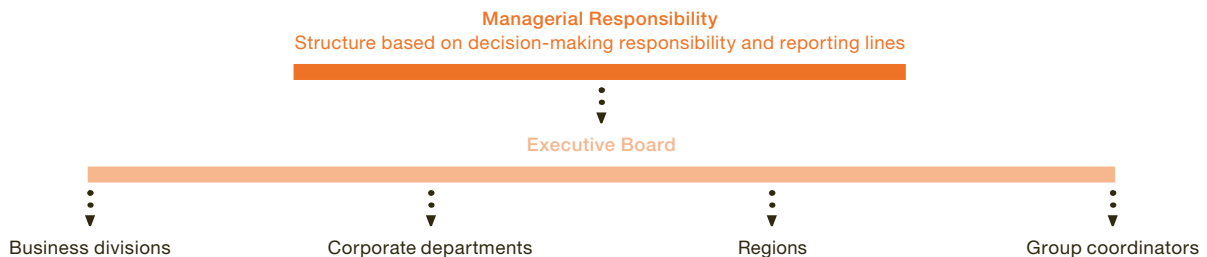 Managerial Responsibility
Structure based on decision-making responsibility and reporting lines
Executive Board
Business divisions
Corporate departments
Regions
Group coordinators